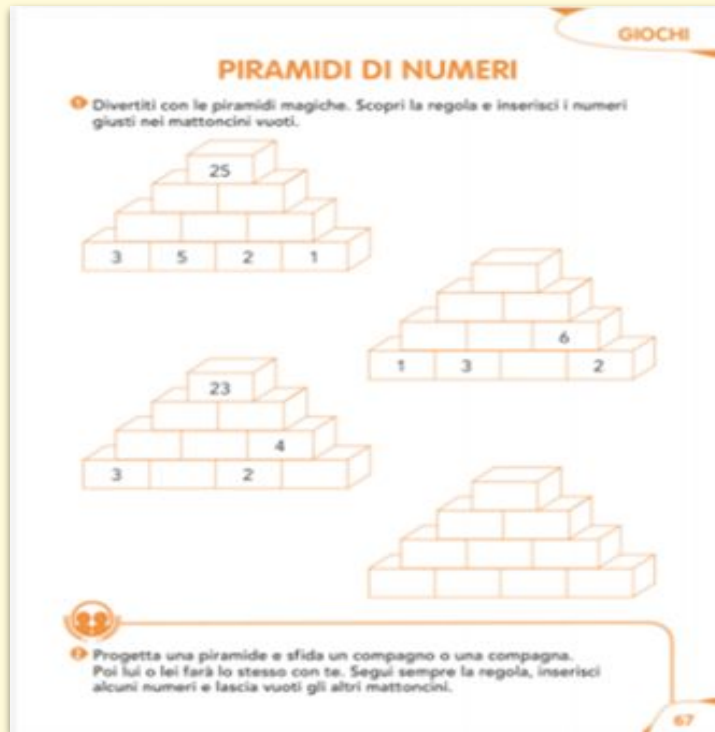 GIOCHI
PIRAMIDI DI NUMERI
1 Divertiti con le piramidi magiche. Scopri la regola e inserisci i numeri
giusti nei mattoncini vuoti.
25
3 5 2 1
6
1 3 2
23
4
3 2
2 Progetta una piramide e sfida un compagno o una compagna.
Poi lui o lei farà lo stesso con te. Segui sempre la regola, inserisci
alcuni numeri e lascia vuoti gli altri mattoncini.
67